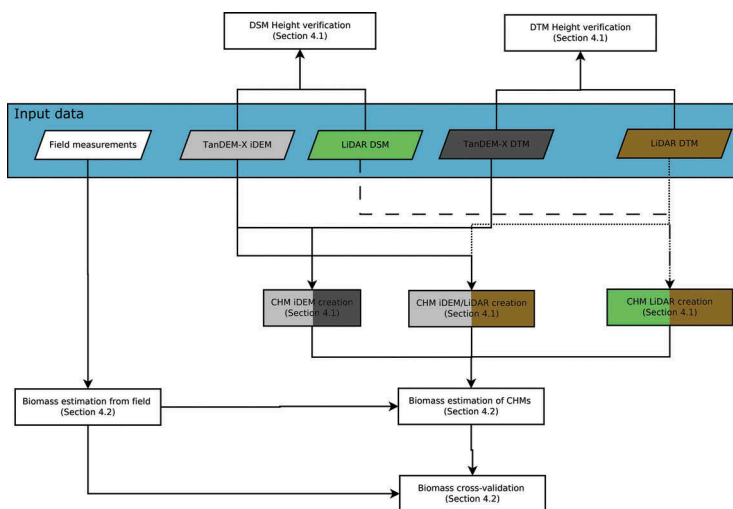 DSM Height verification
(Section 4.1)
DTM Height verification
(Section 4.1)
Input data
Field measurements
TanDEM-X iDEM
LiDAR DSM
TanDEM-X DTM
LiDAR DTM
CHM iDEM creation
(Section 4.1)
CHM iDEM/LiDAR creation
(Section 4.1)
CHM LiDAR creation
(Section 4.1)
Biomass estimation from field
(Section 4.2)
Biomass estimation of CHMs
(Section 4.2)
Biomass cross-validation
(Section 4.2)